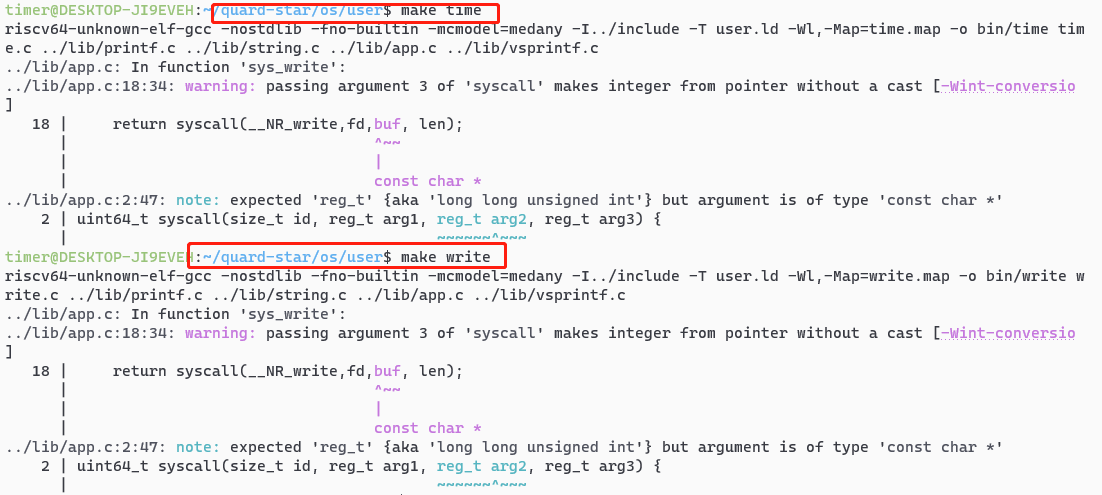 timer@DESKTOP-JI9EVEH:~/quard-star/os/user$ make time
riscv64-unknown-elf-gcc -nostdlib -fno-builtin -mcmodel=medany -I../include -T user.ld -Wl,-Map=time.map -o bin/time tim
e.c ../lib/printf.c ../lib/string.c ../lib/app.c ../lib/vsprintf.c
../lib/app.c: In function 'sys_write':
../lib/app.c:18:34: warning: passing argument 3 of 'syscall' makes integer from pointer without a cast [-Wint-conversio
]
   18 |     return syscall(__NR_write,fd,buf, len);
      |                                  ^~~
      |                                  |
      |                                  const char *
../lib/app.c:2:47: note: expected 'reg_t' {aka 'long long unsigned int'} but argument is of type 'const char *'
    2 | uint64_t syscall(size_t id, reg_t arg1, reg_t arg2, reg_t arg3) {
      |                                         ~~~~~~^~~~
timer@DESKTOP-JI9EVEH:~/quard-star/os/user$ make write
riscv64-unknown-elf-gcc -nostdlib -fno-builtin -mcmodel=medany -I../include -T user.ld -Wl,-Map=write.map -o bin/write w
rite.c ../lib/printf.c ../lib/string.c ../lib/app.c ../lib/vsprintf.c
../lib/app.c: In function 'sys_write':
../lib/app.c:18:34: warning: passing argument 3 of 'syscall' makes integer from pointer without a cast [-Wint-conversio
]
   18 |     return syscall(__NR_write,fd,buf, len);
      |                                  ^~~
      |                                  |
      |                                  const char *
../lib/app.c:2:47: note: expected 'reg_t' {aka 'long long unsigned int'} but argument is of type 'const char *'
    2 | uint64_t syscall(size_t id, reg_t arg1, reg_t arg2, reg_t arg3) {
      |                                         ~~~~~~^~~~